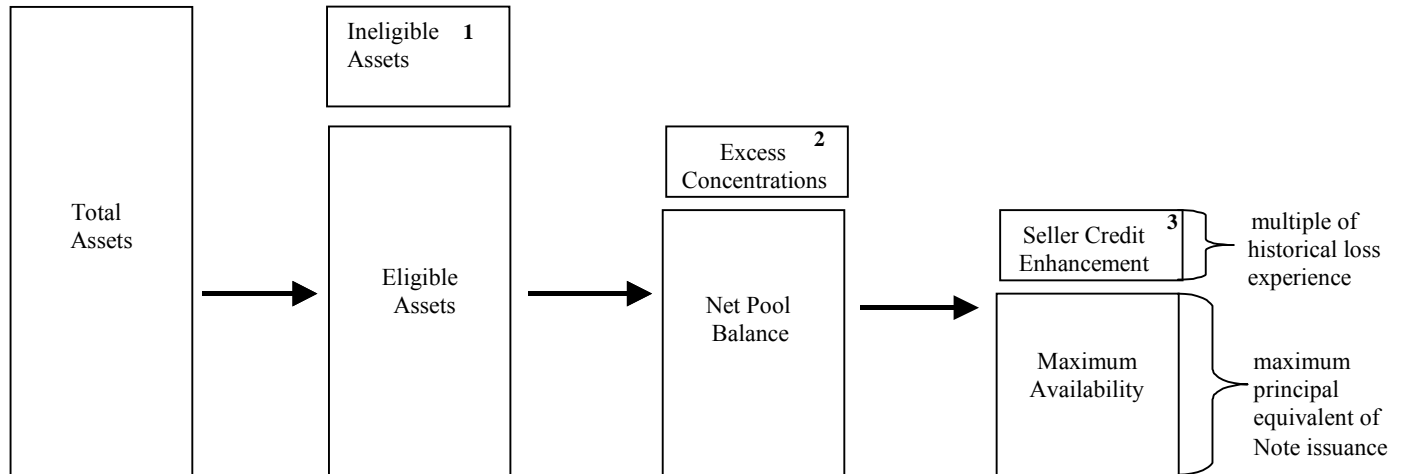 Total
Assets
Ineligible 1
Assets
Eligible
Assets
2
Excess
Concentrations
Net Pool
Balance
3
Seller Credit
Enhancement
multiple of
historical loss
experience
Maximum
Availability
maximum
principal
equivalent of
Note issuance